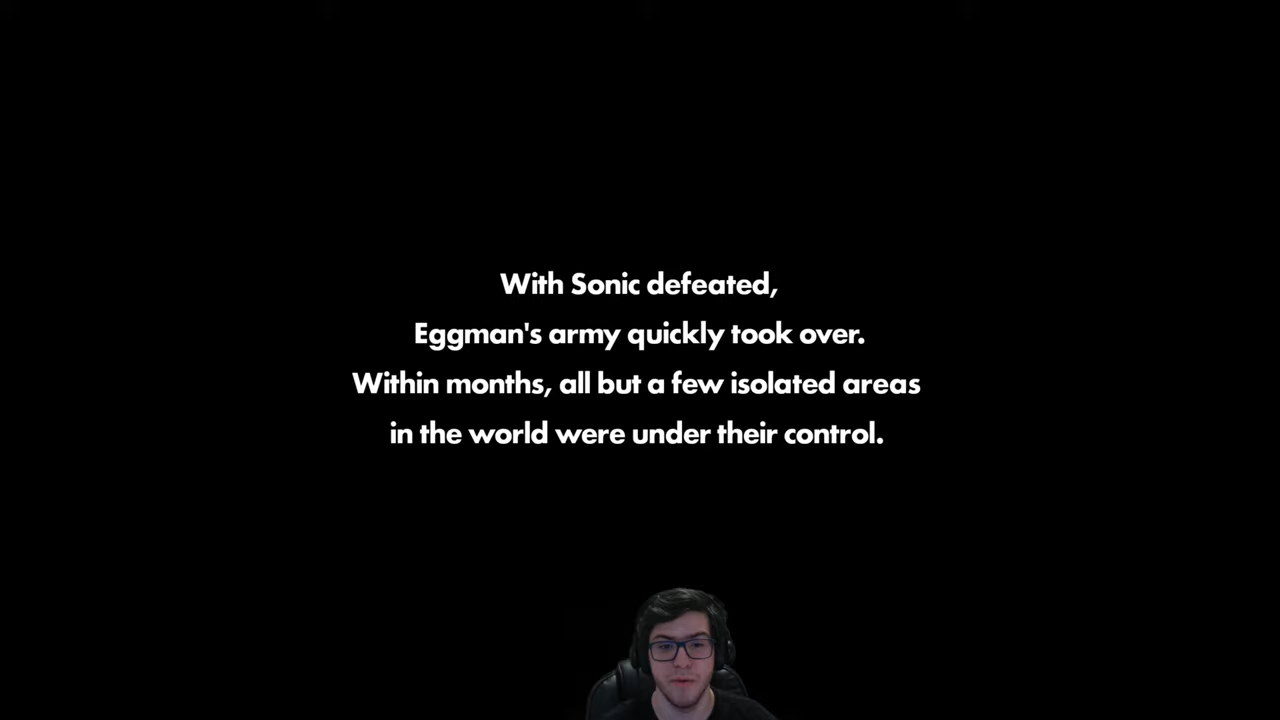 With Sonic defeated,
Eggman's army quickly took over.
Within months, all but a few isolated areas
in the world were under their control.